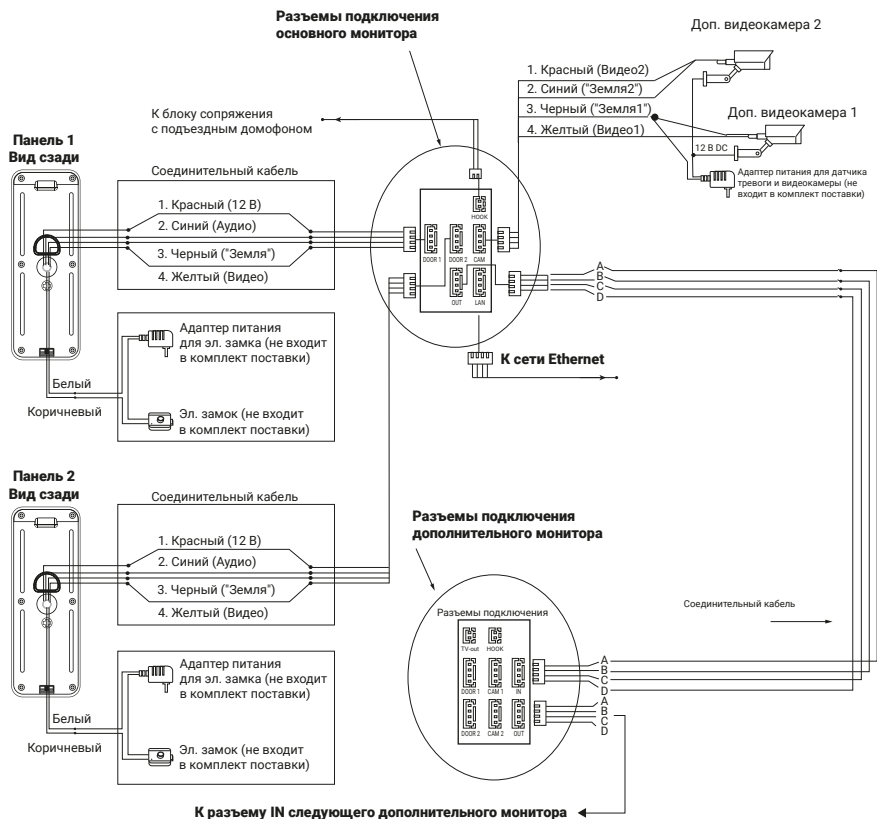 Разъемы подключения
основного монитора
Доп. видеокамера 2
1. Красный (Видео2)
2. Синий ("Земля2")
3. Черный ("Земля1")
4. Желтый (Видео1)
Доп. видеокамера 1
12 В DC
Адаптер питания для датчика
тревоги и видеокамеры (не
входит в комплект поставки)
К блоку сопряжения
с подъездным домофоном
Панель 1
Вид сзади
Соединительный кабель
1. Красный (12 В)
2. Синий (Аудио)
3. Черный ("Земля")
4. Желтый (Видео)
HOOK
DOOR 1
DOOR 2
CAM
OUT
LAN
A
B
C
D
К сети Ethernet
Адаптер питания
для эл. замка (не входит
в комплект поставки)
Белый
Коричневый
Эл. замок (не входит
в комплект поставки)
Панель 2
Вид сзади
Соединительный кабель
1. Красный (12 В)
2. Синий (Аудио)
3. Черный ("Земля")
4. Желтый (Видео)
Разъемы подключения
дополнительного монитора
Разъемы подключения
TV-out
HOOK
DOOR 1
CAM 1
IN
DOOR 2
CAM 2
OUT
A
B
C
D
A
B
C
D
Соединительный кабель
Адаптер питания
для эл. замка (не входит
в комплект поставки)
Белый
Коричневый
Эл. замок (не входит
в комплект поставки)
К разъему IN следующего дополнительного монитора